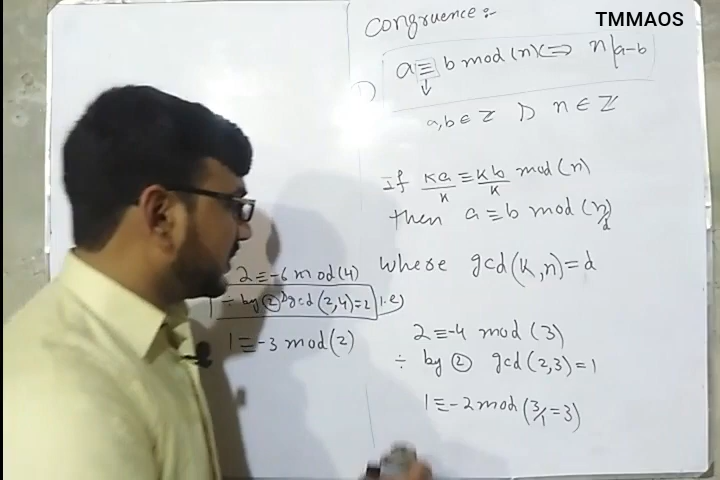 TMMAOS
Congruence :-
a ≡ b mod (n) ⟺ n | a-b
a, b ∈ Z n ∈ Z
If ka/k ≡ kb/k mod (n)
then a ≡ b mod (n/d)
where gcd (k, n) = d
2 ≡ -6 mod (4)
÷ by ② gcd (2, 4) = 2 i.e)
1 ≡ -3 mod (2)
2 ≡ -4 mod (3)
÷ by ② gcd (2, 3) = 1
1 ≡ -2 mod (3/1 = 3)